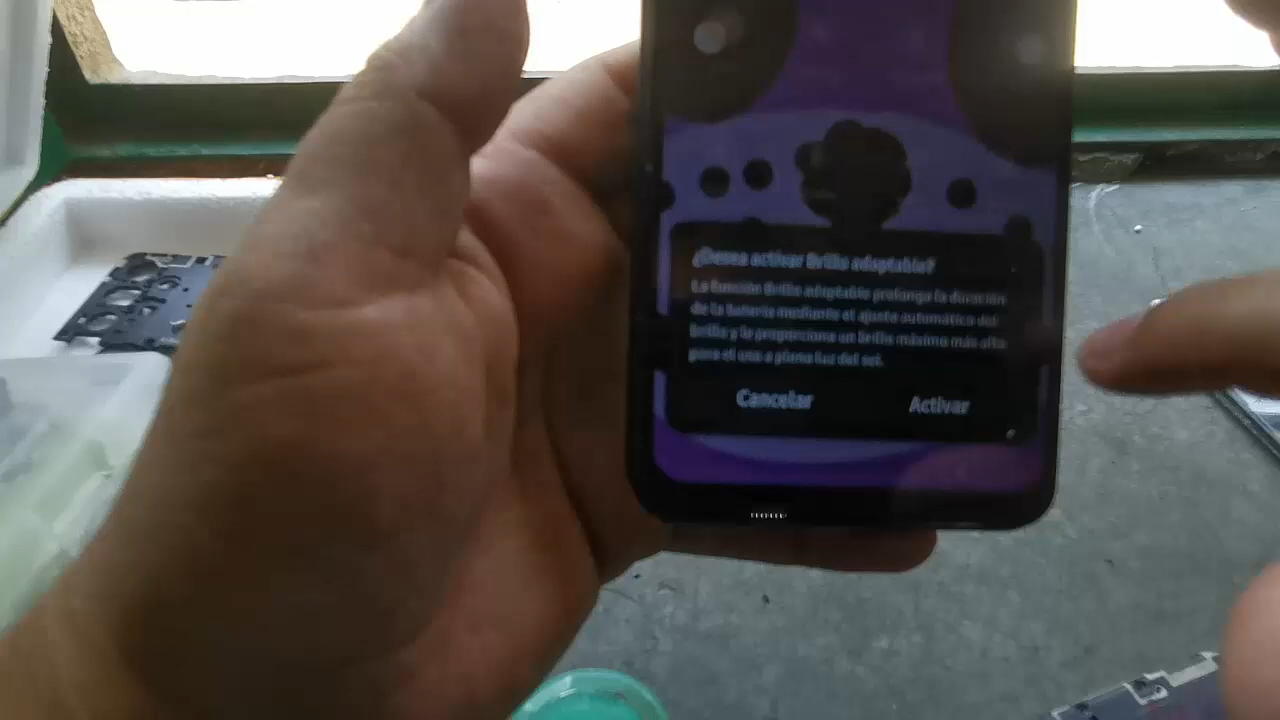 ¿Desea activar Brillo adaptable?
La función Brillo adaptable prolonga la duración
de la batería mediante el ajuste automático del
brillo y le proporciona un brillo máximo más alto
para el uso a plena luz del sol.
Cancelar
Activar